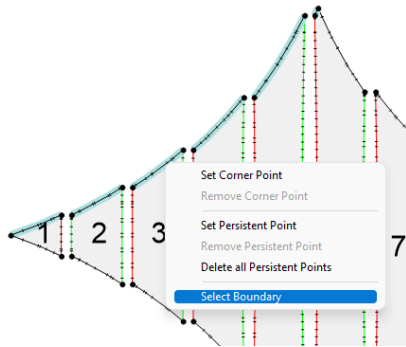 Set Corner Point
Remove Corner Point
1 2 3
Set Persistent Point
Remove Persistent Point
7
Delete all Persistent Points
Select Boundary